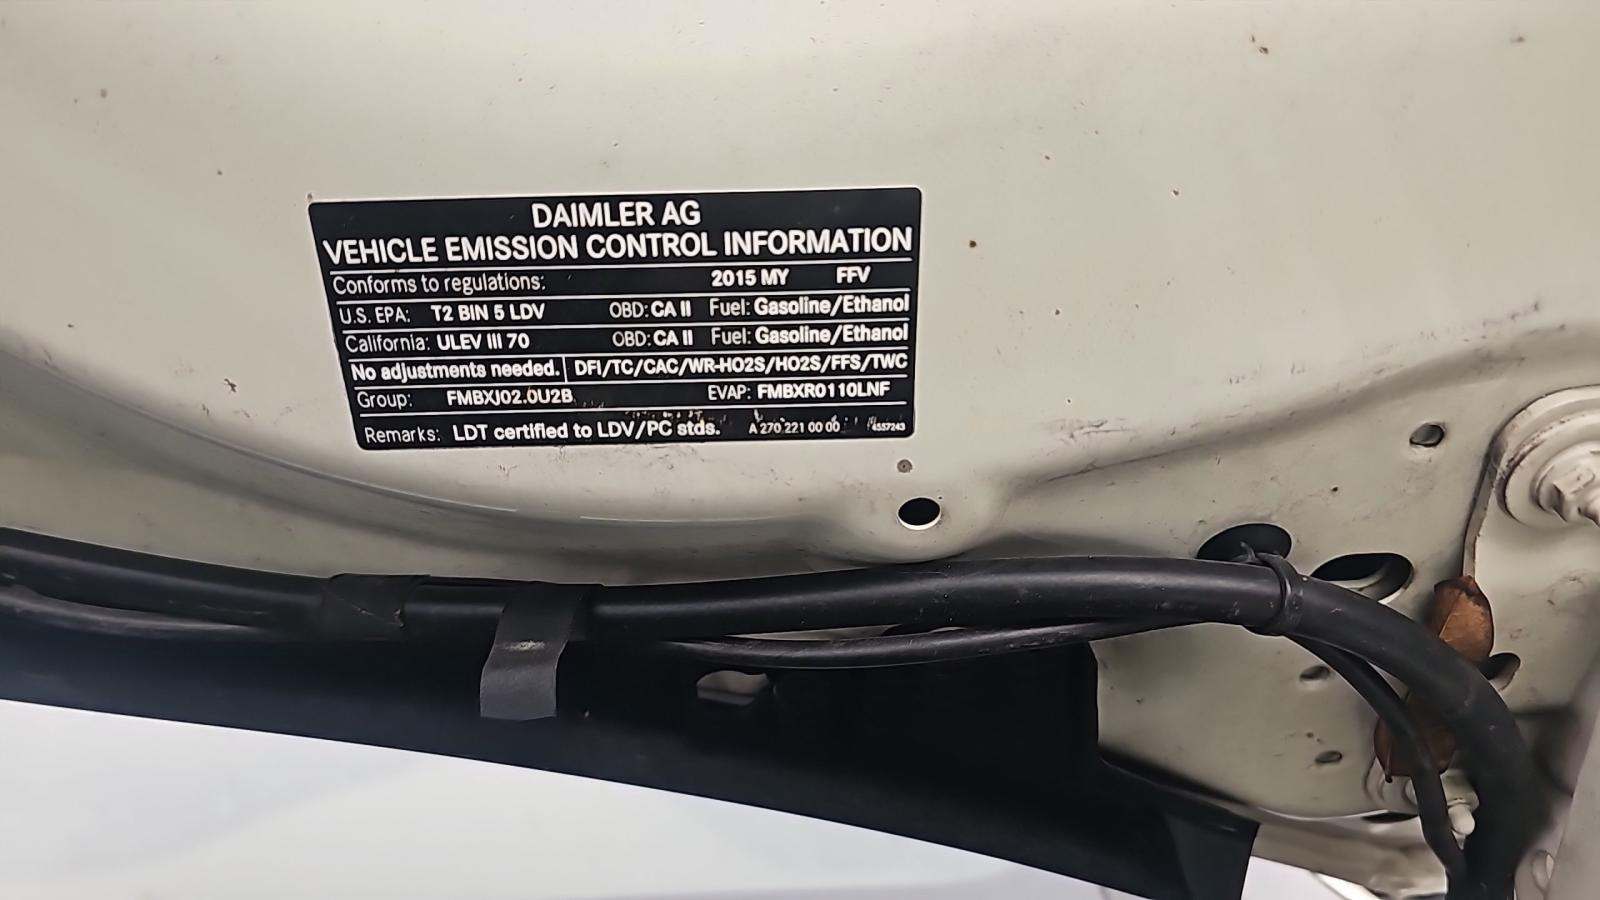 DAIMLER AG
VEHICLE EMISSION CONTROL INFORMATION
Conforms to regulations: 2015 MY FFV
U.S. EPA: T2 BIN 5 LDV OBD: CA II Fuel: Gasoline/Ethanol
California: ULEV III 70 OBD: CA II Fuel: Gasoline/Ethanol
No adjustments needed. DFI/TC/CAC/WR-HO2S/HO2S/FFS/TWC
Group: FMBXJ02.0U2B EVAP: FMBXR0110LNF
Remarks: LDT certified to LDV/PC stds. A 270 221 00 00 4557243